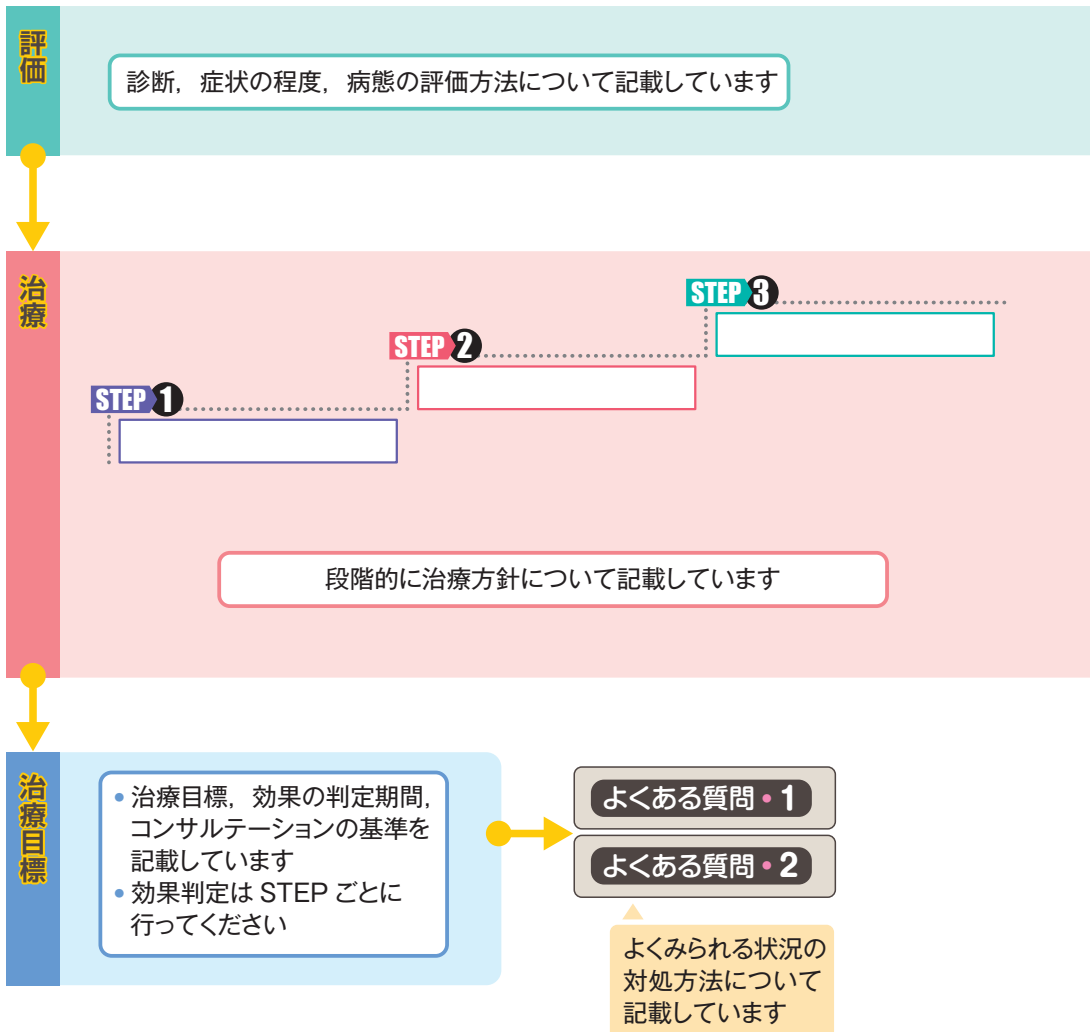 評価
診断，症状の程度，病態の評価方法について記載しています
治療
STEP 3
STEP 2
STEP 1
段階的に治療方針について記載しています
治療目標
• 治療目標，効果の判定期間，
コンサルテーションの基準を
記載しています
• 効果判定は STEP ごとに
行ってください
よくある質問・1
よくある質問・2
よくみられる状況の
対処方法について
記載しています